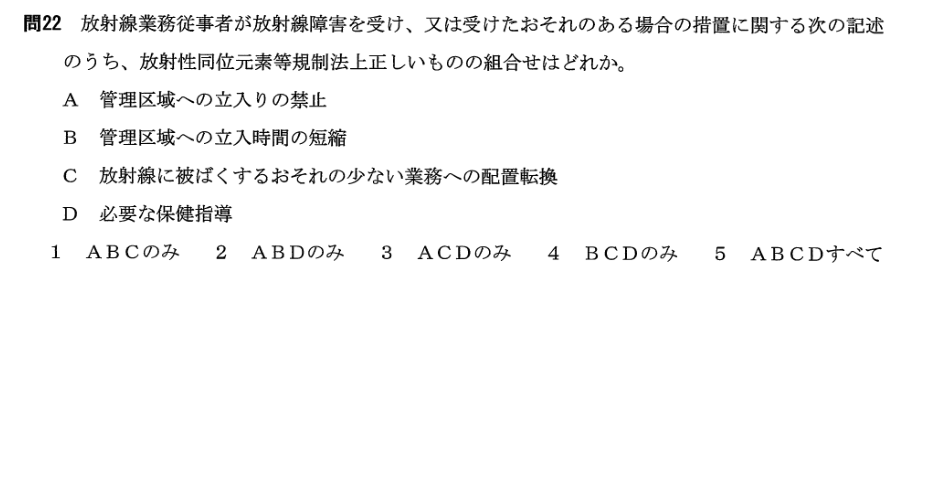 問22　放射線業務従事者が放射線障害を受け、又は受けたおそれのある場合の措置に関する次の記述
のうち、放射性同位元素等規制法上正しいものの組合せはどれか。
A　管理区域への立入りの禁止
B　管理区域への立入時間の短縮
C　放射線に被ばくするおそれの少ない業務への配置転換
D　必要な保健指導
1　ＡＢＣのみ　2　ＡＢＤのみ　3　ＡＣＤのみ　4　ＢＣＤのみ　5　ＡＢＣＤすべて